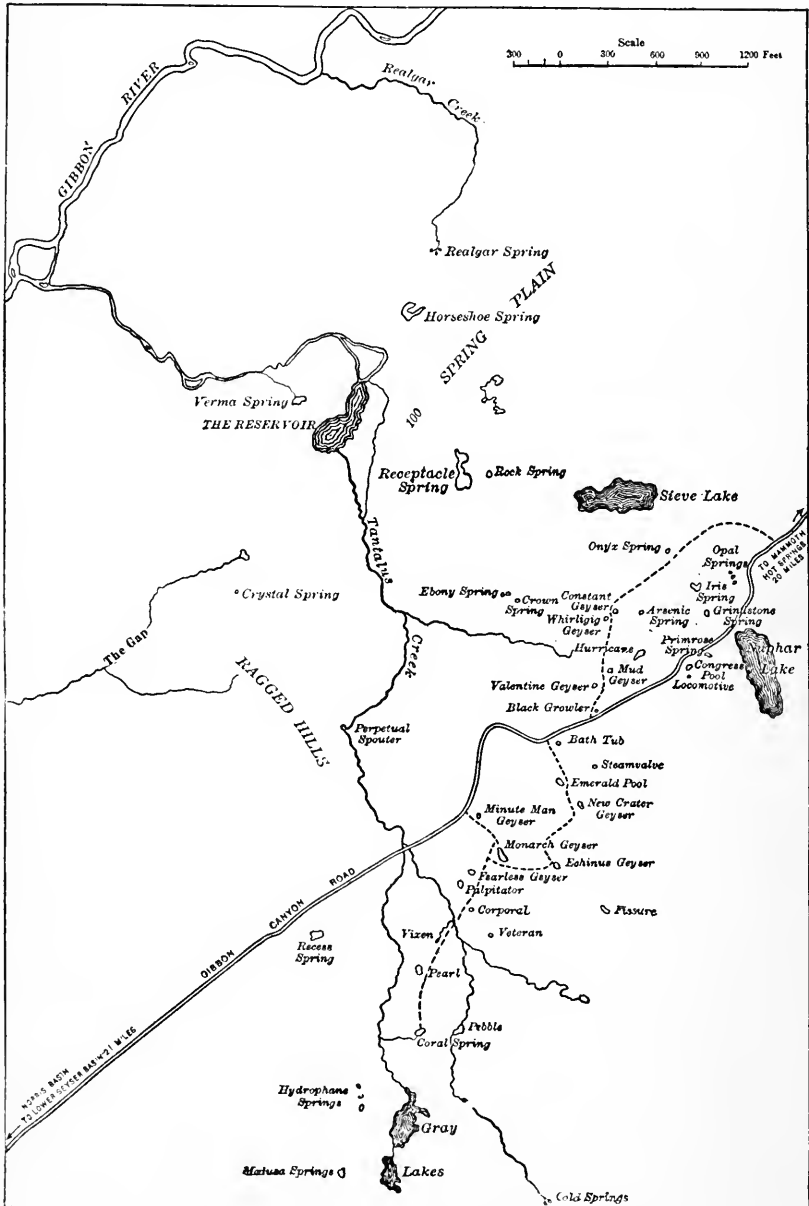 Scale
300 0 300 600 900 1200 Feet
GIBBON
RIVER
Realgar
Creek
Realgar Spring
Horseshoe Spring
100 SPRING PLAIN
Verma Spring
THE RESERVOIR
Receptacle
Spring
Rock Spring
Sieve Lake
Tantalus
Creek
Onyx Spring
TO MAMMOTH
HOT SPRINGS
20 MILES
Opal
Springs
Iris
Spring
Crystal Spring
Ebony Spring
Crown
Spring
Constant
Geyser
Whirligig
Geyser
Arsenic
Spring
Grindstone
Spring
The Gap
Hurricane
Primrose
Spring
Nuphar
Lake
Mud
Geyser
Congress
Pool
Locomotive
RAGGED HILLS
Valentine Geyser
Black Growler
Perpetual
Spouter
Bath Tub
Steamvalve
Emerald Pool
Minute Man
Geyser
New Crater
Geyser
Monarch Geyser
Echinus Geyser
Fearless Geyser
Palpitator
GIBBON CANYON ROAD
Corporal
Fissure
Recess
Spring
Vixen
Veteran
Pearl
Pebble
Coral Spring
NORRIS BASIN
TO LOWER GEYSER BASIN 21 MILES
Hydrophane
Springs
Gray
Lakes
Medusa Springs
Cold Springs